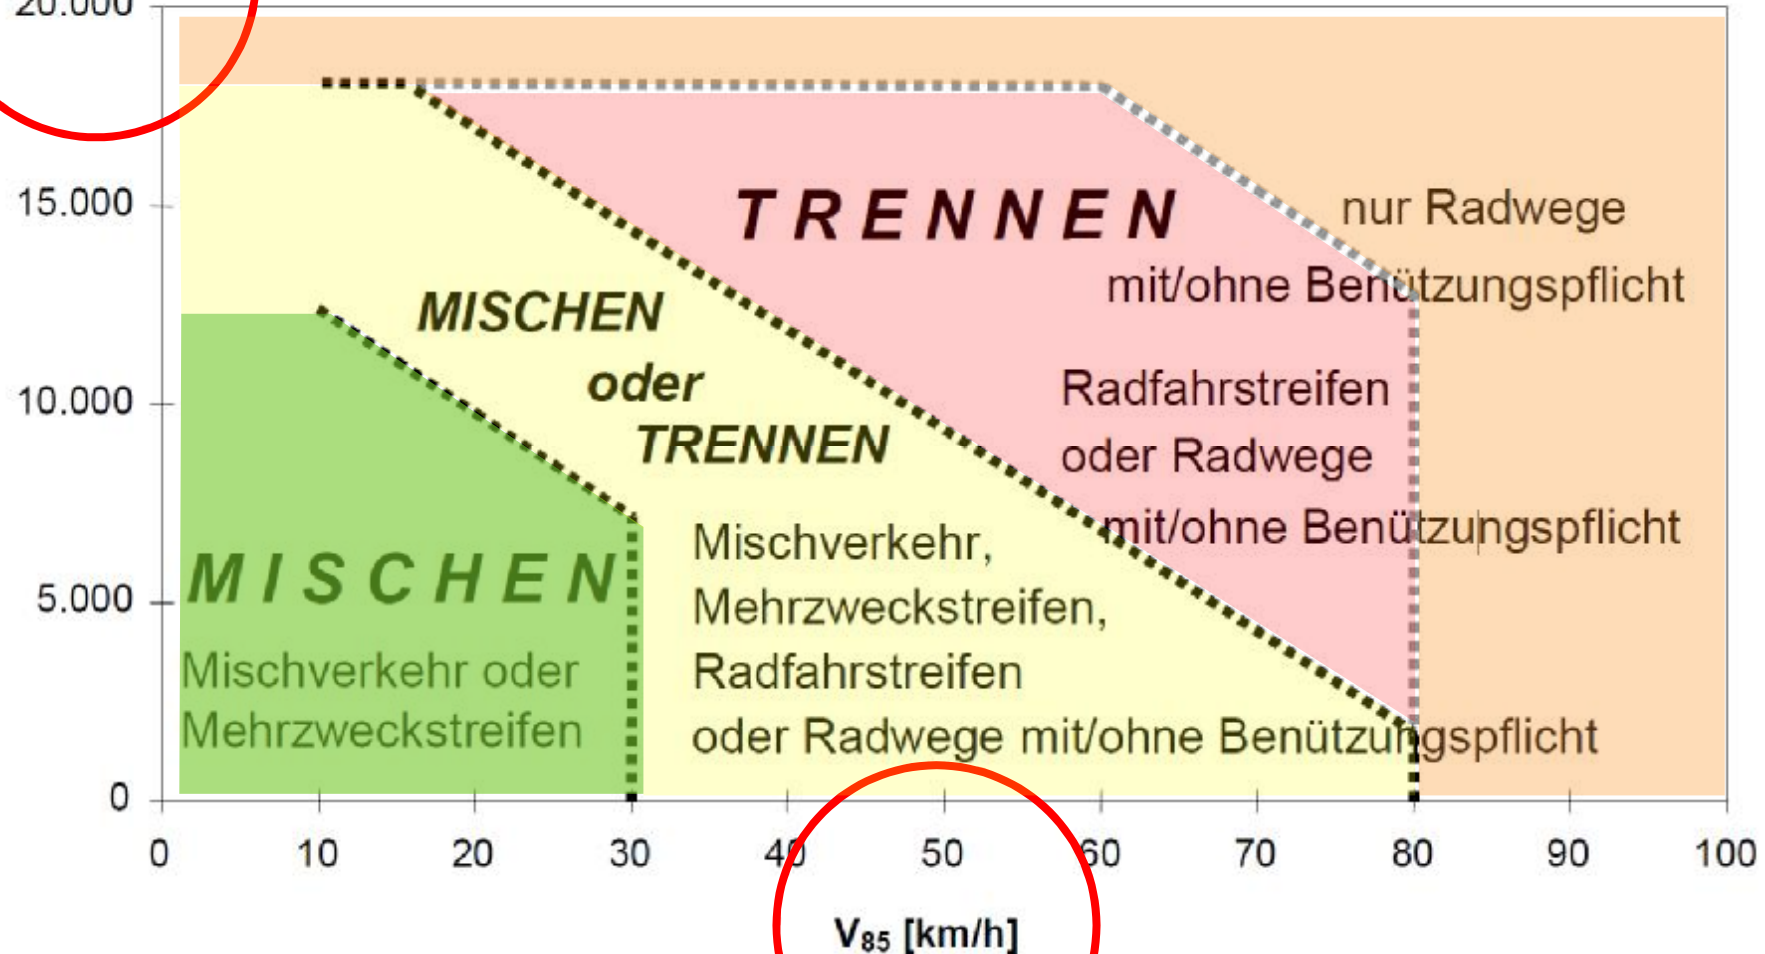 20.000
T R E N N E N
nur Radwege
15.000
mit/ohne Benützungspflicht
MISCHEN
oder
TRENNEN
Radfahrstreifen
oder Radwege
mit/ohne Benützungspflicht
10.000
Mischverkehr,
Mehrzweckstreifen,
Radfahrstreifen
oder Radwege mit/ohne Benützungspflicht
M I S C H E N
5.000
Mischverkehr oder
Mehrzweckstreifen
0
0 10 20 30 40 50 60 70 80 90 100
V85 [km/h]